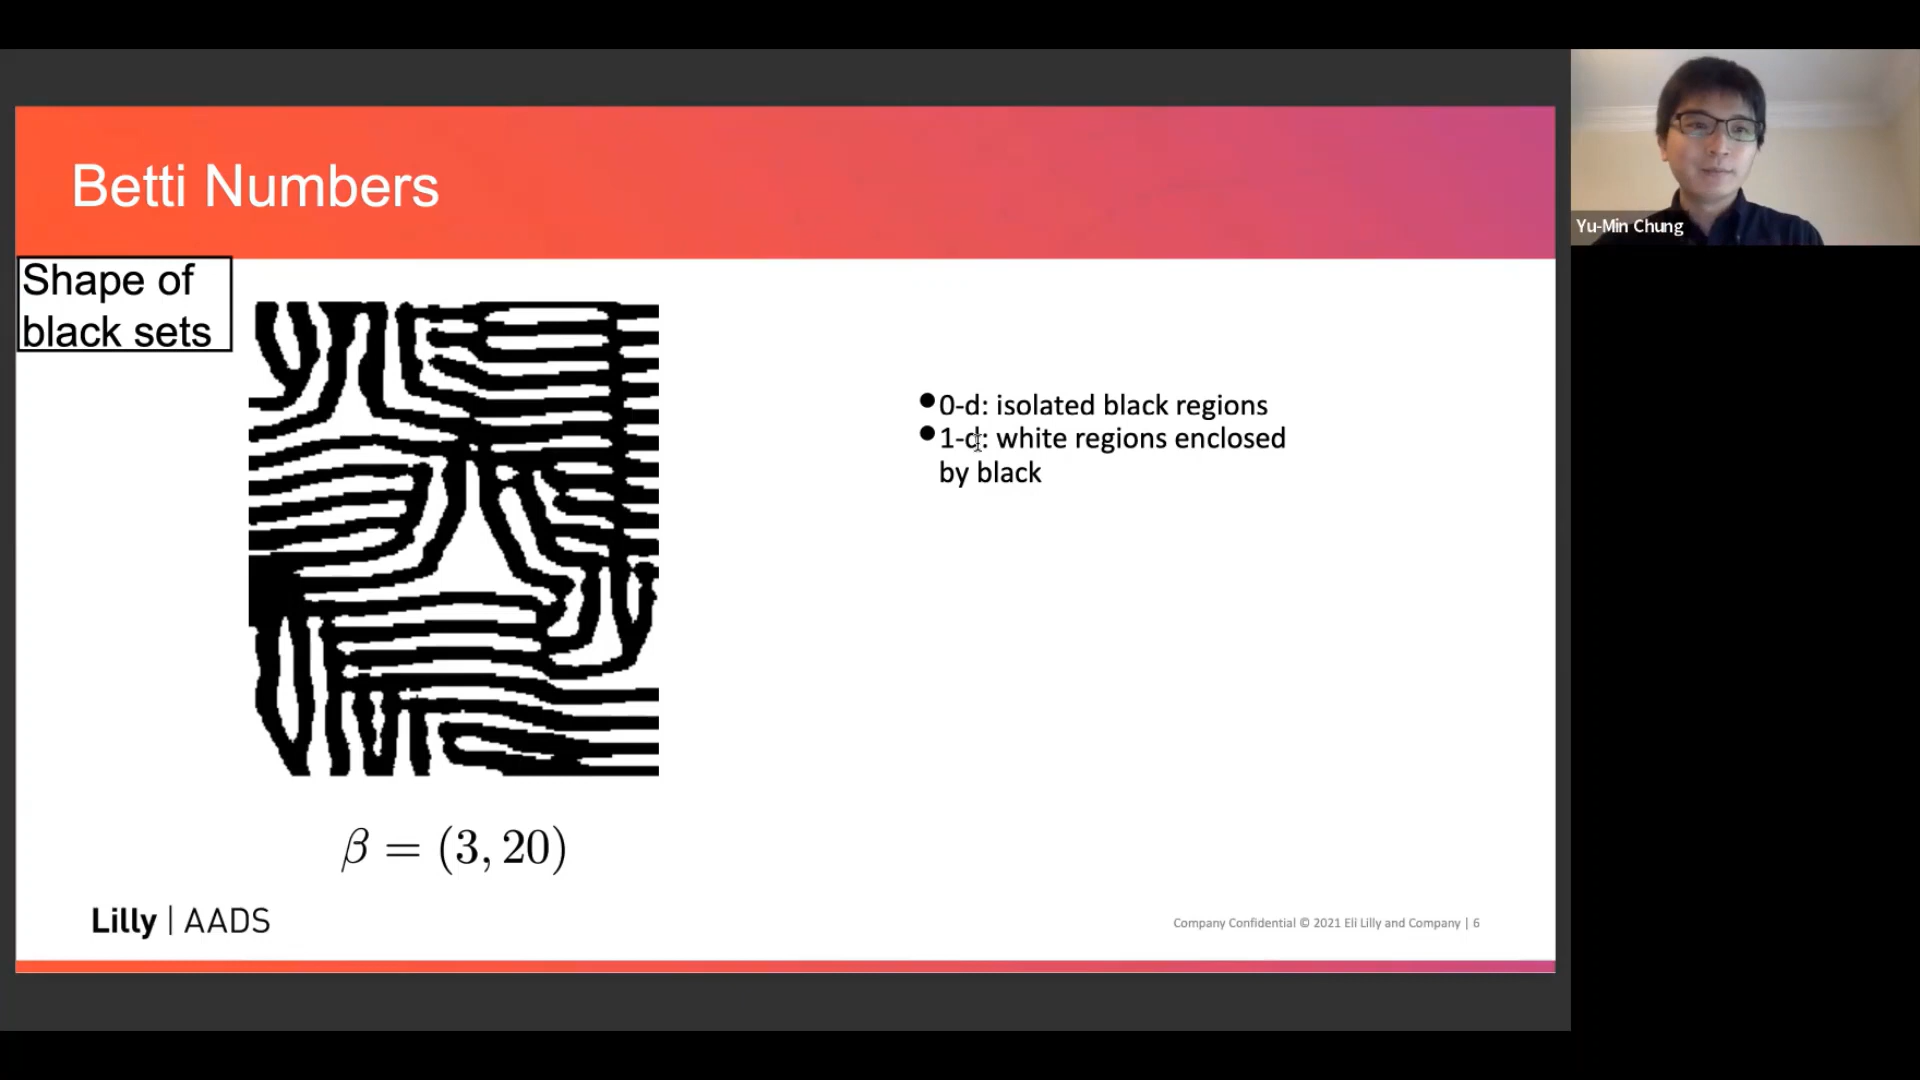 Betti Numbers
Yu-Min Chung
Shape of
black sets
•0-d: isolated black regions
•1-d: white regions enclosed
by black
β = (3, 20)
Lilly | AADS
Company Confidential © 2021 Eli Lilly and Company | 6